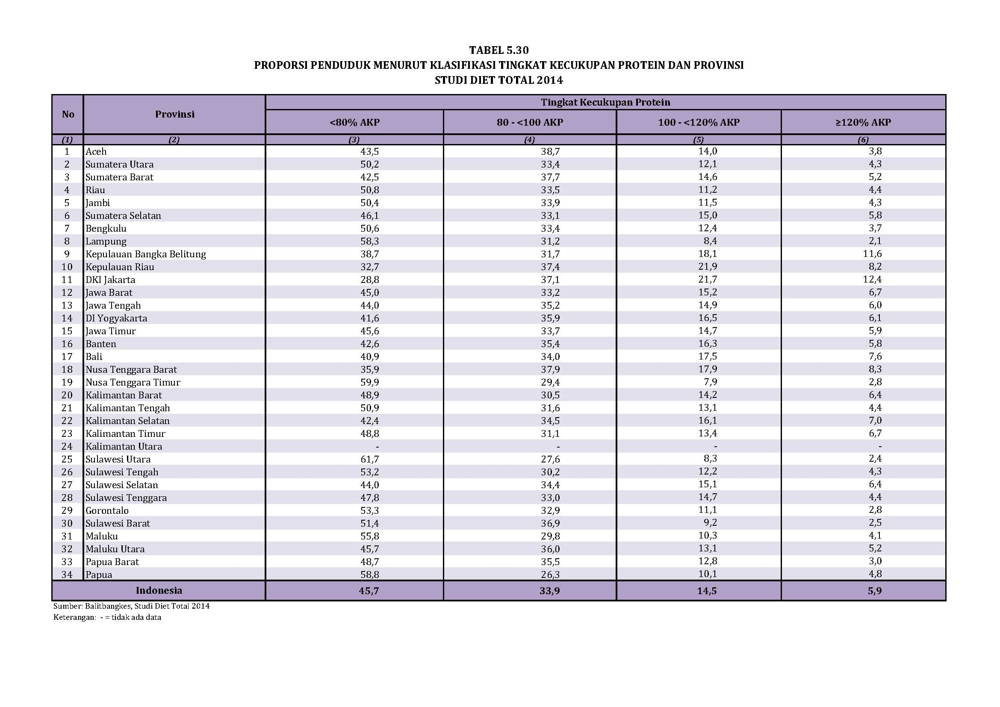 TABEL 5.30
PROPORSI PENDUDUK MENURUT KLASIFIKASI TINGKAT KECUKUPAN PROTEIN DAN PROVINSI
STUDI DIET TOTAL 2014
No Provinsi Tingkat Kecukupan Protein
<80% AKP 80 - <100 AKP 100 - <120% AKP ≥120% AKP
(1) (2) (3) (4) (5) (6)
1 Aceh 43,5 38,7 14,0 3,8
2 Sumatera Utara 50,2 33,4 12,1 4,3
3 Sumatera Barat 42,5 37,7 14,6 5,2
4 Riau 50,8 33,5 11,2 4,4
5 Jambi 50,4 33,9 11,5 4,3
6 Sumatera Selatan 46,1 33,1 15,0 5,8
7 Bengkulu 50,6 33,4 12,4 3,7
8 Lampung 58,3 31,2 8,4 2,1
9 Kepulauan Bangka Belitung 38,7 31,7 18,1 11,6
10 Kepulauan Riau 32,7 37,4 21,9 8,2
11 DKI Jakarta 28,8 37,1 21,7 12,4
12 Jawa Barat 45,0 33,2 15,2 6,7
13 Jawa Tengah 44,0 35,2 14,9 6,0
14 DI Yogyakarta 41,6 35,9 16,5 6,1
15 Jawa Timur 45,6 33,7 14,7 5,9
16 Banten 42,6 35,4 16,3 5,8
17 Bali 40,9 34,0 17,5 7,6
18 Nusa Tenggara Barat 35,9 37,9 17,9 8,3
19 Nusa Tenggara Timur 59,9 29,4 7,9 2,8
20 Kalimantan Barat 48,9 30,5 14,2 6,4
21 Kalimantan Tengah 50,9 31,6 13,1 4,4
22 Kalimantan Selatan 42,4 34,5 16,1 7,0
23 Kalimantan Timur 48,8 31,1 13,4 6,7
24 Kalimantan Utara - - - -
25 Sulawesi Utara 61,7 27,6 8,3 2,4
26 Sulawesi Tengah 53,2 30,2 12,2 4,3
27 Sulawesi Selatan 44,0 34,4 15,1 6,4
28 Sulawesi Tenggara 47,8 33,0 14,7 4,4
29 Gorontalo 53,3 32,9 11,1 2,8
30 Sulawesi Barat 51,4 36,9 9,2 2,5
31 Maluku 55,8 29,8 10,3 4,1
32 Maluku Utara 45,7 36,0 13,1 5,2
33 Papua Barat 48,7 35,5 12,8 3,0
34 Papua 58,8 26,3 10,1 4,8
Indonesia 45,7 33,9 14,5 5,9
Sumber: Balitbangkes, Studi Diet Total 2014
Keterangan: - = tidak ada data